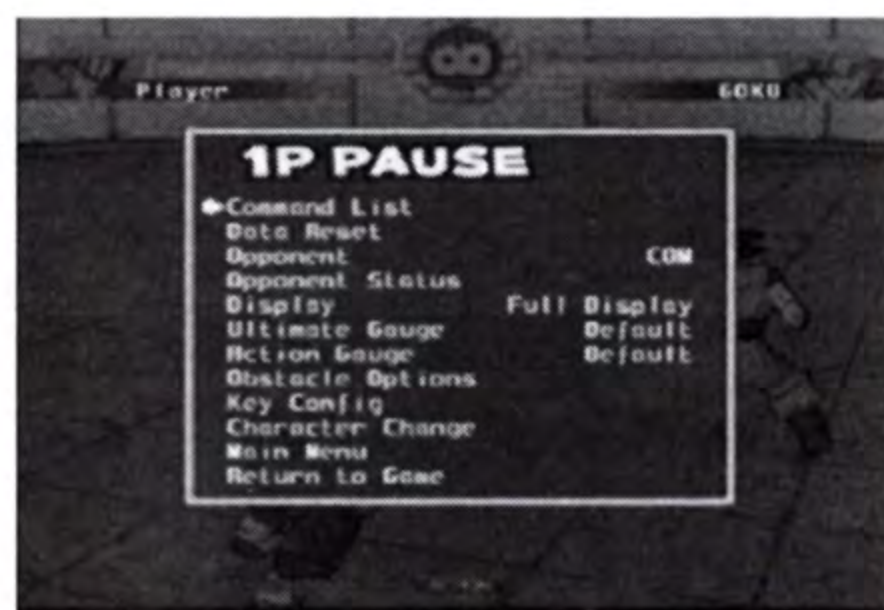 Player GOKU
1P PAUSE
Command List
Data Reset
Opponent COM
Opponent Status
Display Full Display
Ultimate Gauge Default
Action Gauge Default
Obstacle Options
Key Config
Character Change
Main Menu
Return to Game